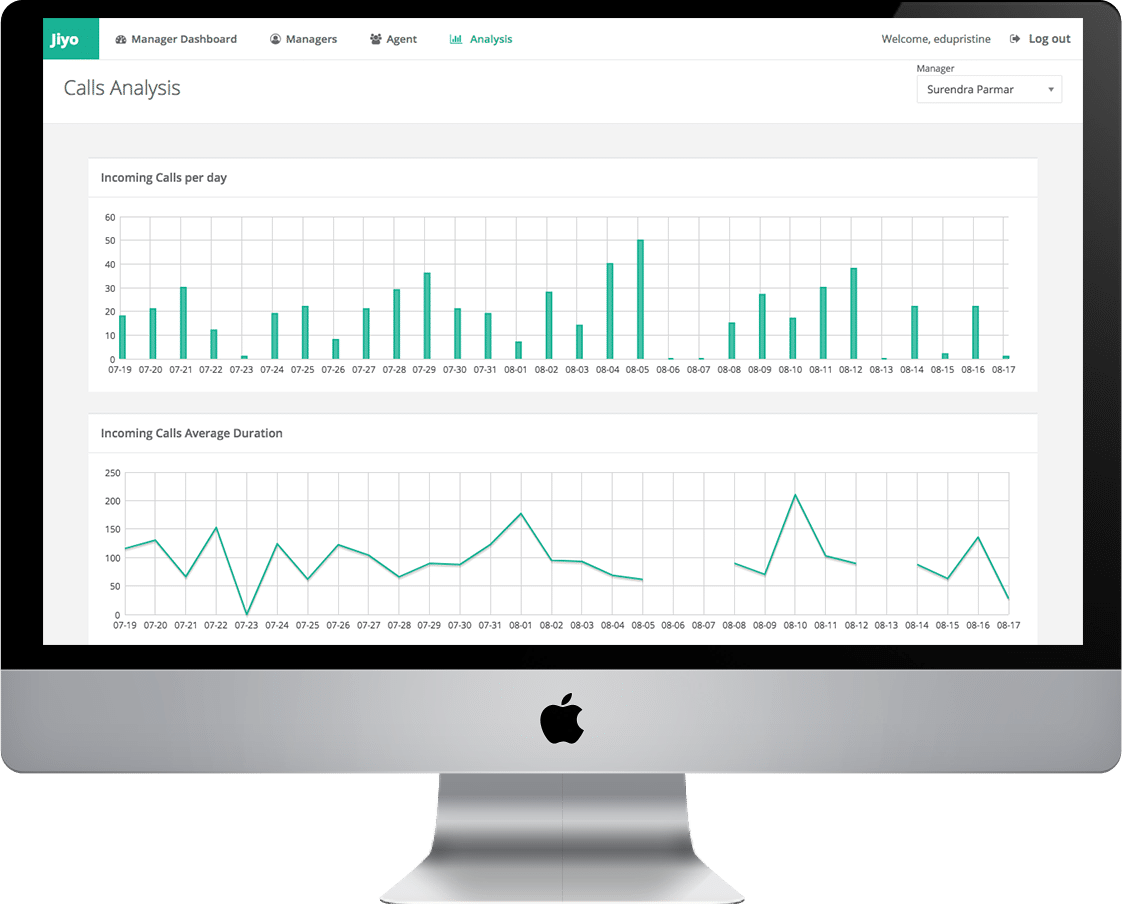 Jiyo Manager Dashboard Managers Agent Analysis Welcome, edupristine Log out
Manager
Calls Analysis
Surendra Parmar
Incoming Calls per day
60
50
40
30
20
10
0
07-19 07-20 07-21 07-22 07-23 07-24 07-25 07-26 07-27 07-28 07-29 07-30 07-31 08-01 08-02 08-03 08-04 08-05 08-06 08-07 08-08 08-09 08-10 08-11 08-12 08-13 08-14 08-15 08-16 08-17
Incoming Calls Average Duration
250
200
150
100
50
0
07-19 07-20 07-21 07-22 07-23 07-24 07-25 07-26 07-27 07-28 07-29 07-30 07-31 08-01 08-02 08-03 08-04 08-05 08-06 08-07 08-08 08-09 08-10 08-11 08-12 08-13 08-14 08-15 08-16 08-17